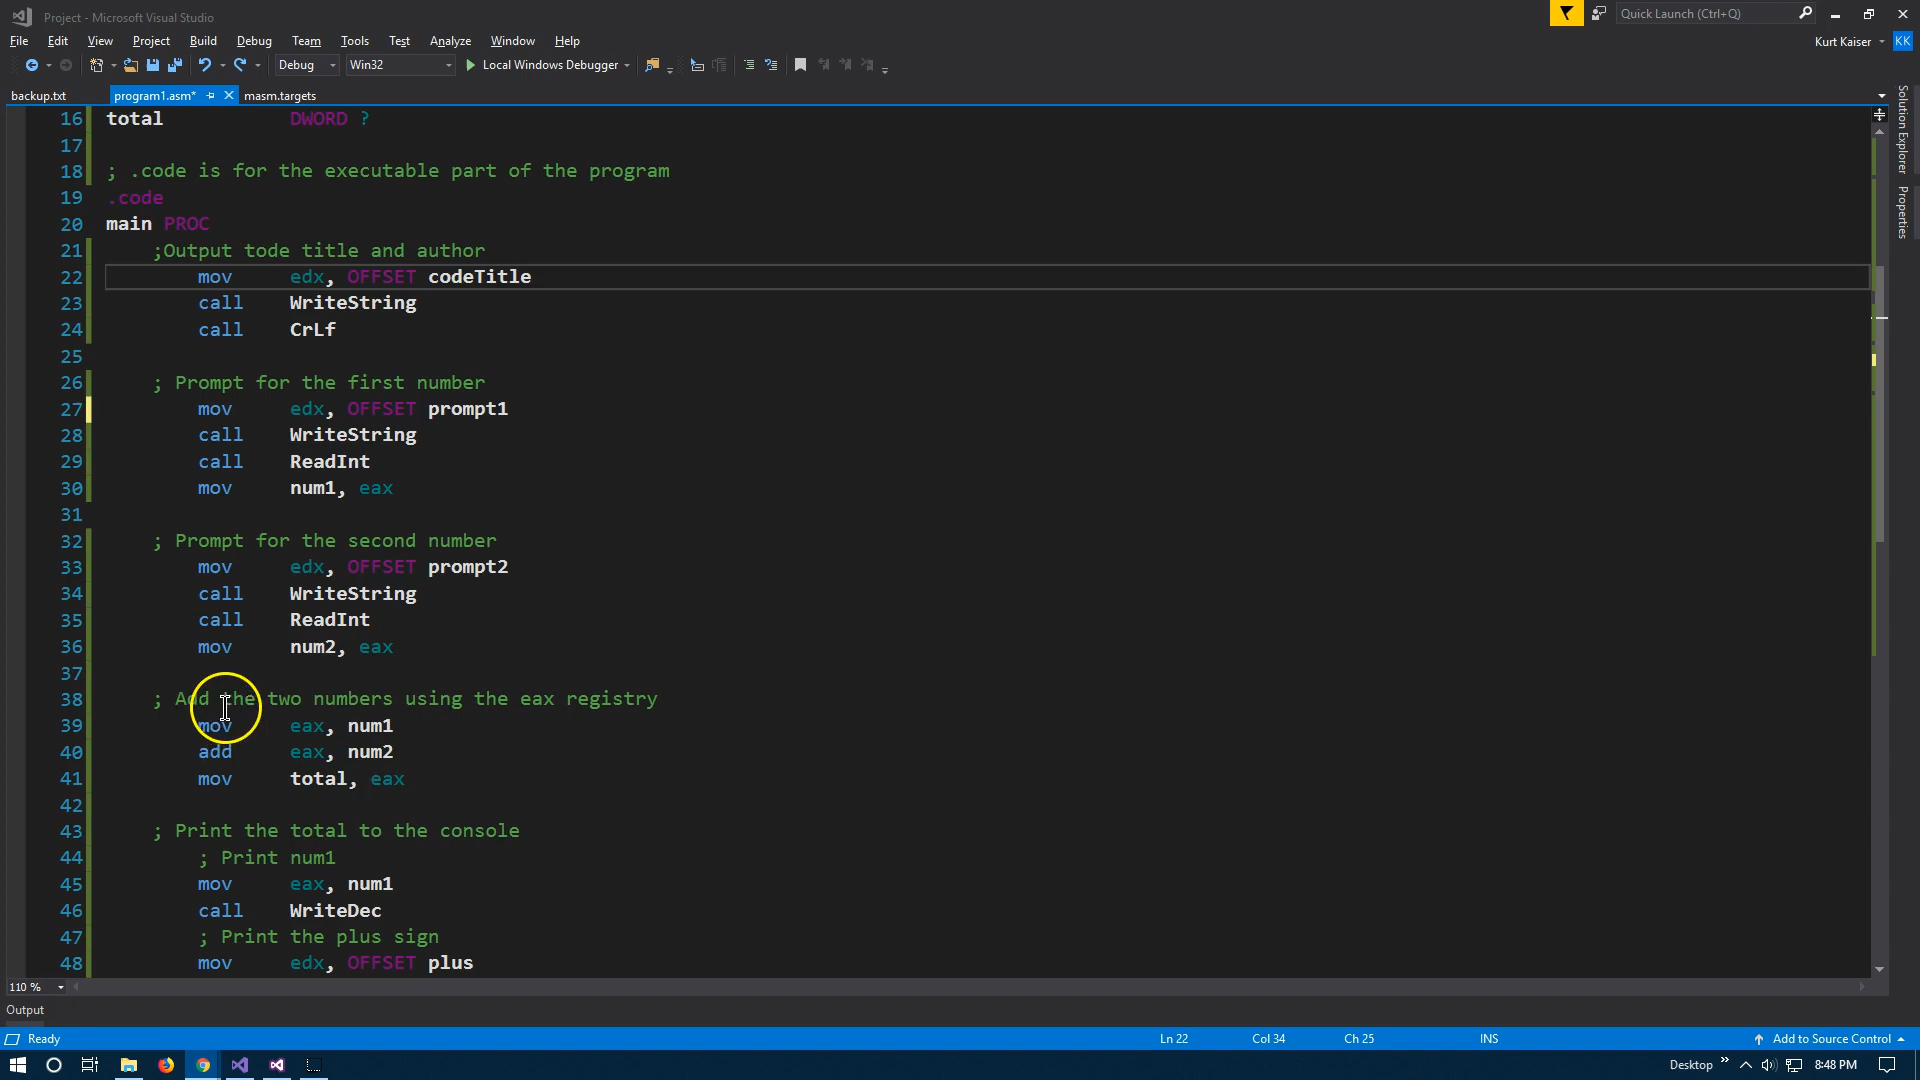 Project - Microsoft Visual Studio
Quick Launch (Ctrl+Q)
File Edit View Project Build Debug Team Tools Test Analyze Window Help
Kurt Kaiser KK
Debug Win32 Local Windows Debugger
backup.txt program1.asm* masm.targets
Solution Explorer
Properties
16 total DWORD ?
17
18 ; .code is for the executable part of the program
19 .code
20 main PROC
21 ;Output tode title and author
22 mov edx, OFFSET codeTitle
23 call WriteString
24 call CrLf
25
26 ; Prompt for the first number
27 mov edx, OFFSET prompt1
28 call WriteString
29 call ReadInt
30 mov num1, eax
31
32 ; Prompt for the second number
33 mov edx, OFFSET prompt2
34 call WriteString
35 call ReadInt
36 mov num2, eax
37
38 ; Add the two numbers using the eax registry
39 mov eax, num1
40 add eax, num2
41 mov total, eax
42
43 ; Print the total to the console
44 ; Print num1
45 mov eax, num1
46 call WriteDec
47 ; Print the plus sign
48 mov edx, OFFSET plus
110 %
Output
Ready Ln 22 Col 34 Ch 25 INS Add to Source Control
Desktop 8:48 PM